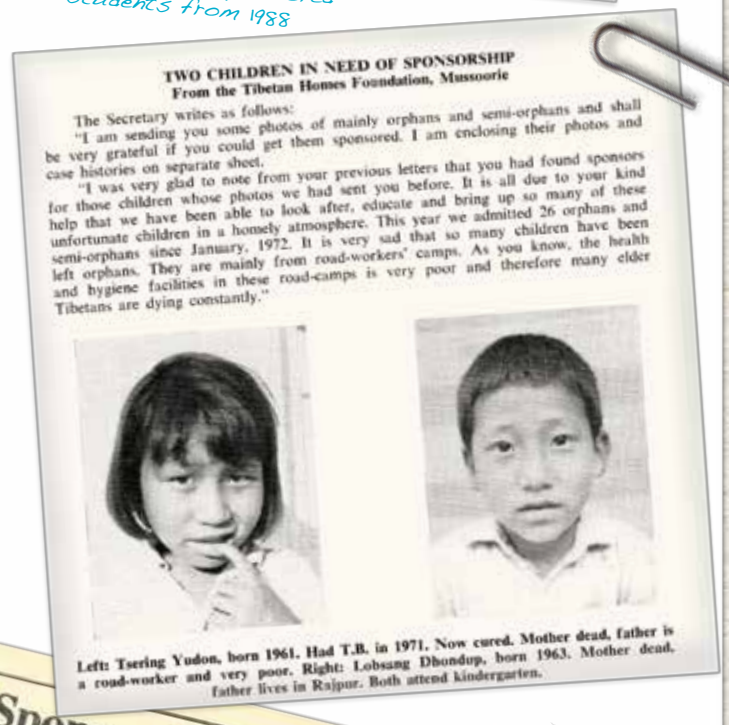 students from 1988
TWO CHILDREN IN NEED OF SPONSORSHIP
From the Tibetan Homes Foundation, Mussoorie
The Secretary writes as follows:
"I am sending you some photos of mainly orphans and semi-orphans and shall
be very grateful if you could get them sponsored. I am enclosing their photos and
case histories on separate sheet.
"I was very glad to note from your previous letters that you had found sponsors
for those children whose photos we had sent you before. It is all due to your kind
help that we have been able to look after, educate and bring up so many of these
unfortunate children in a homely atmosphere. This year we admitted 26 orphans and
semi-orphans since January, 1972. It is very sad that so many children have been
left orphans. They are mainly from road-workers' camps. As you know, the health
and hygiene facilities in these road-camps is very poor and therefore many elder
Tibetans are dying constantly."
Left: Tsering Yudon, born 1961. Had T.B. in 1971. Now cured. Mother dead, father is
a road-worker and very poor. Right: Lobsang Dhondup, born 1963. Mother dead,
father lives in Rajpur. Both attend kindergarten.